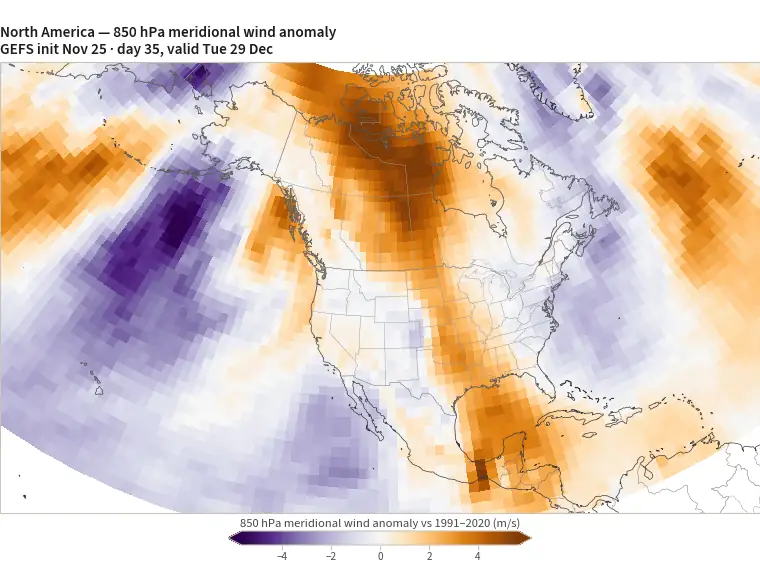 North America — 850 hPa meridional wind anomaly
GEFS init Nov 25 · day 35, valid Tue 29 Dec
850 hPa meridional wind anomaly vs 1991–2020 (m/s)
−4 −2 0 2 4